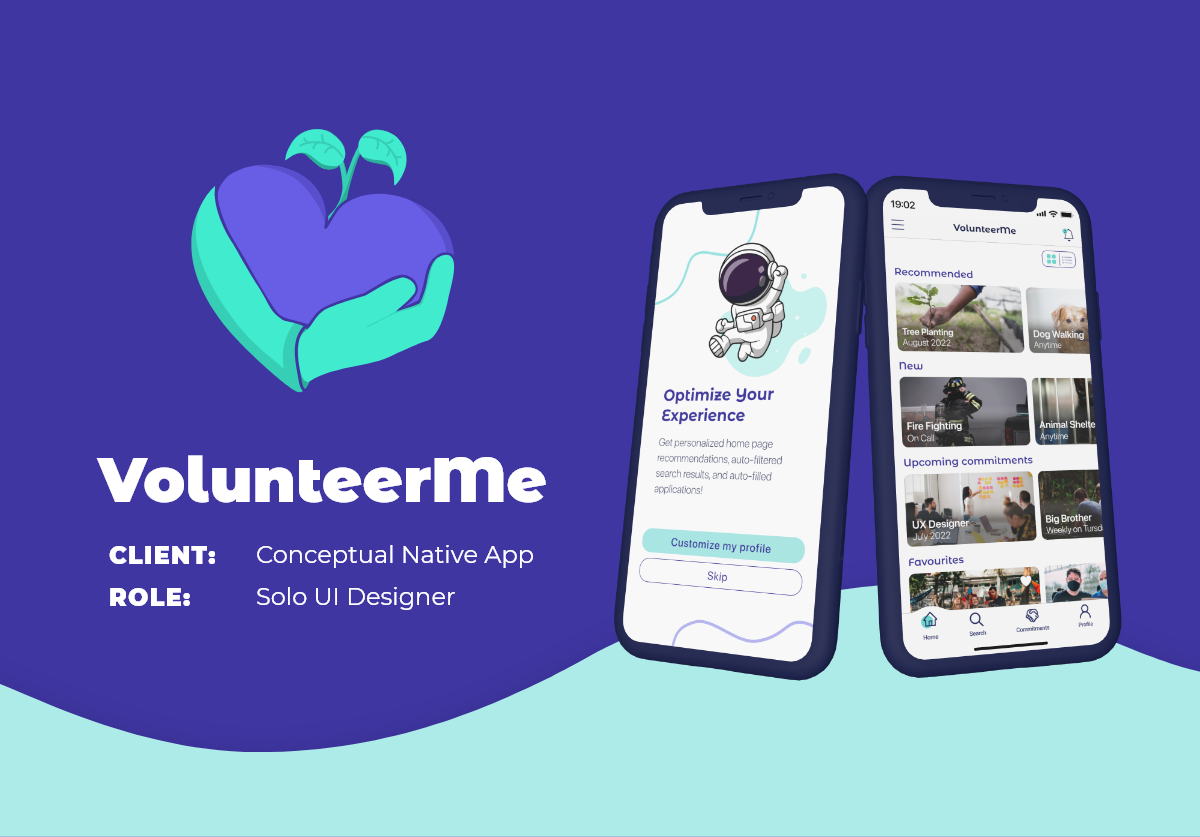 VolunteerMe
CLIENT: Conceptual Native App
ROLE: Solo UI Designer
Optimize Your
Experience
Get personalized home page
recommendations, auto-filtered
search results, and auto-filled
applications!
Customize my profile
Skip
19:02
VolunteerMe
Recommended
Tree Planting
August 2022
Dog Walking
Anytime
New
Fire Fighting
On Call
Animal Shelte
Anytime
Upcoming commitments
UX Designer
July 2022
Big Brother
Weekly on Tuesd
Favourites
Home
Search
Commitments
Profile